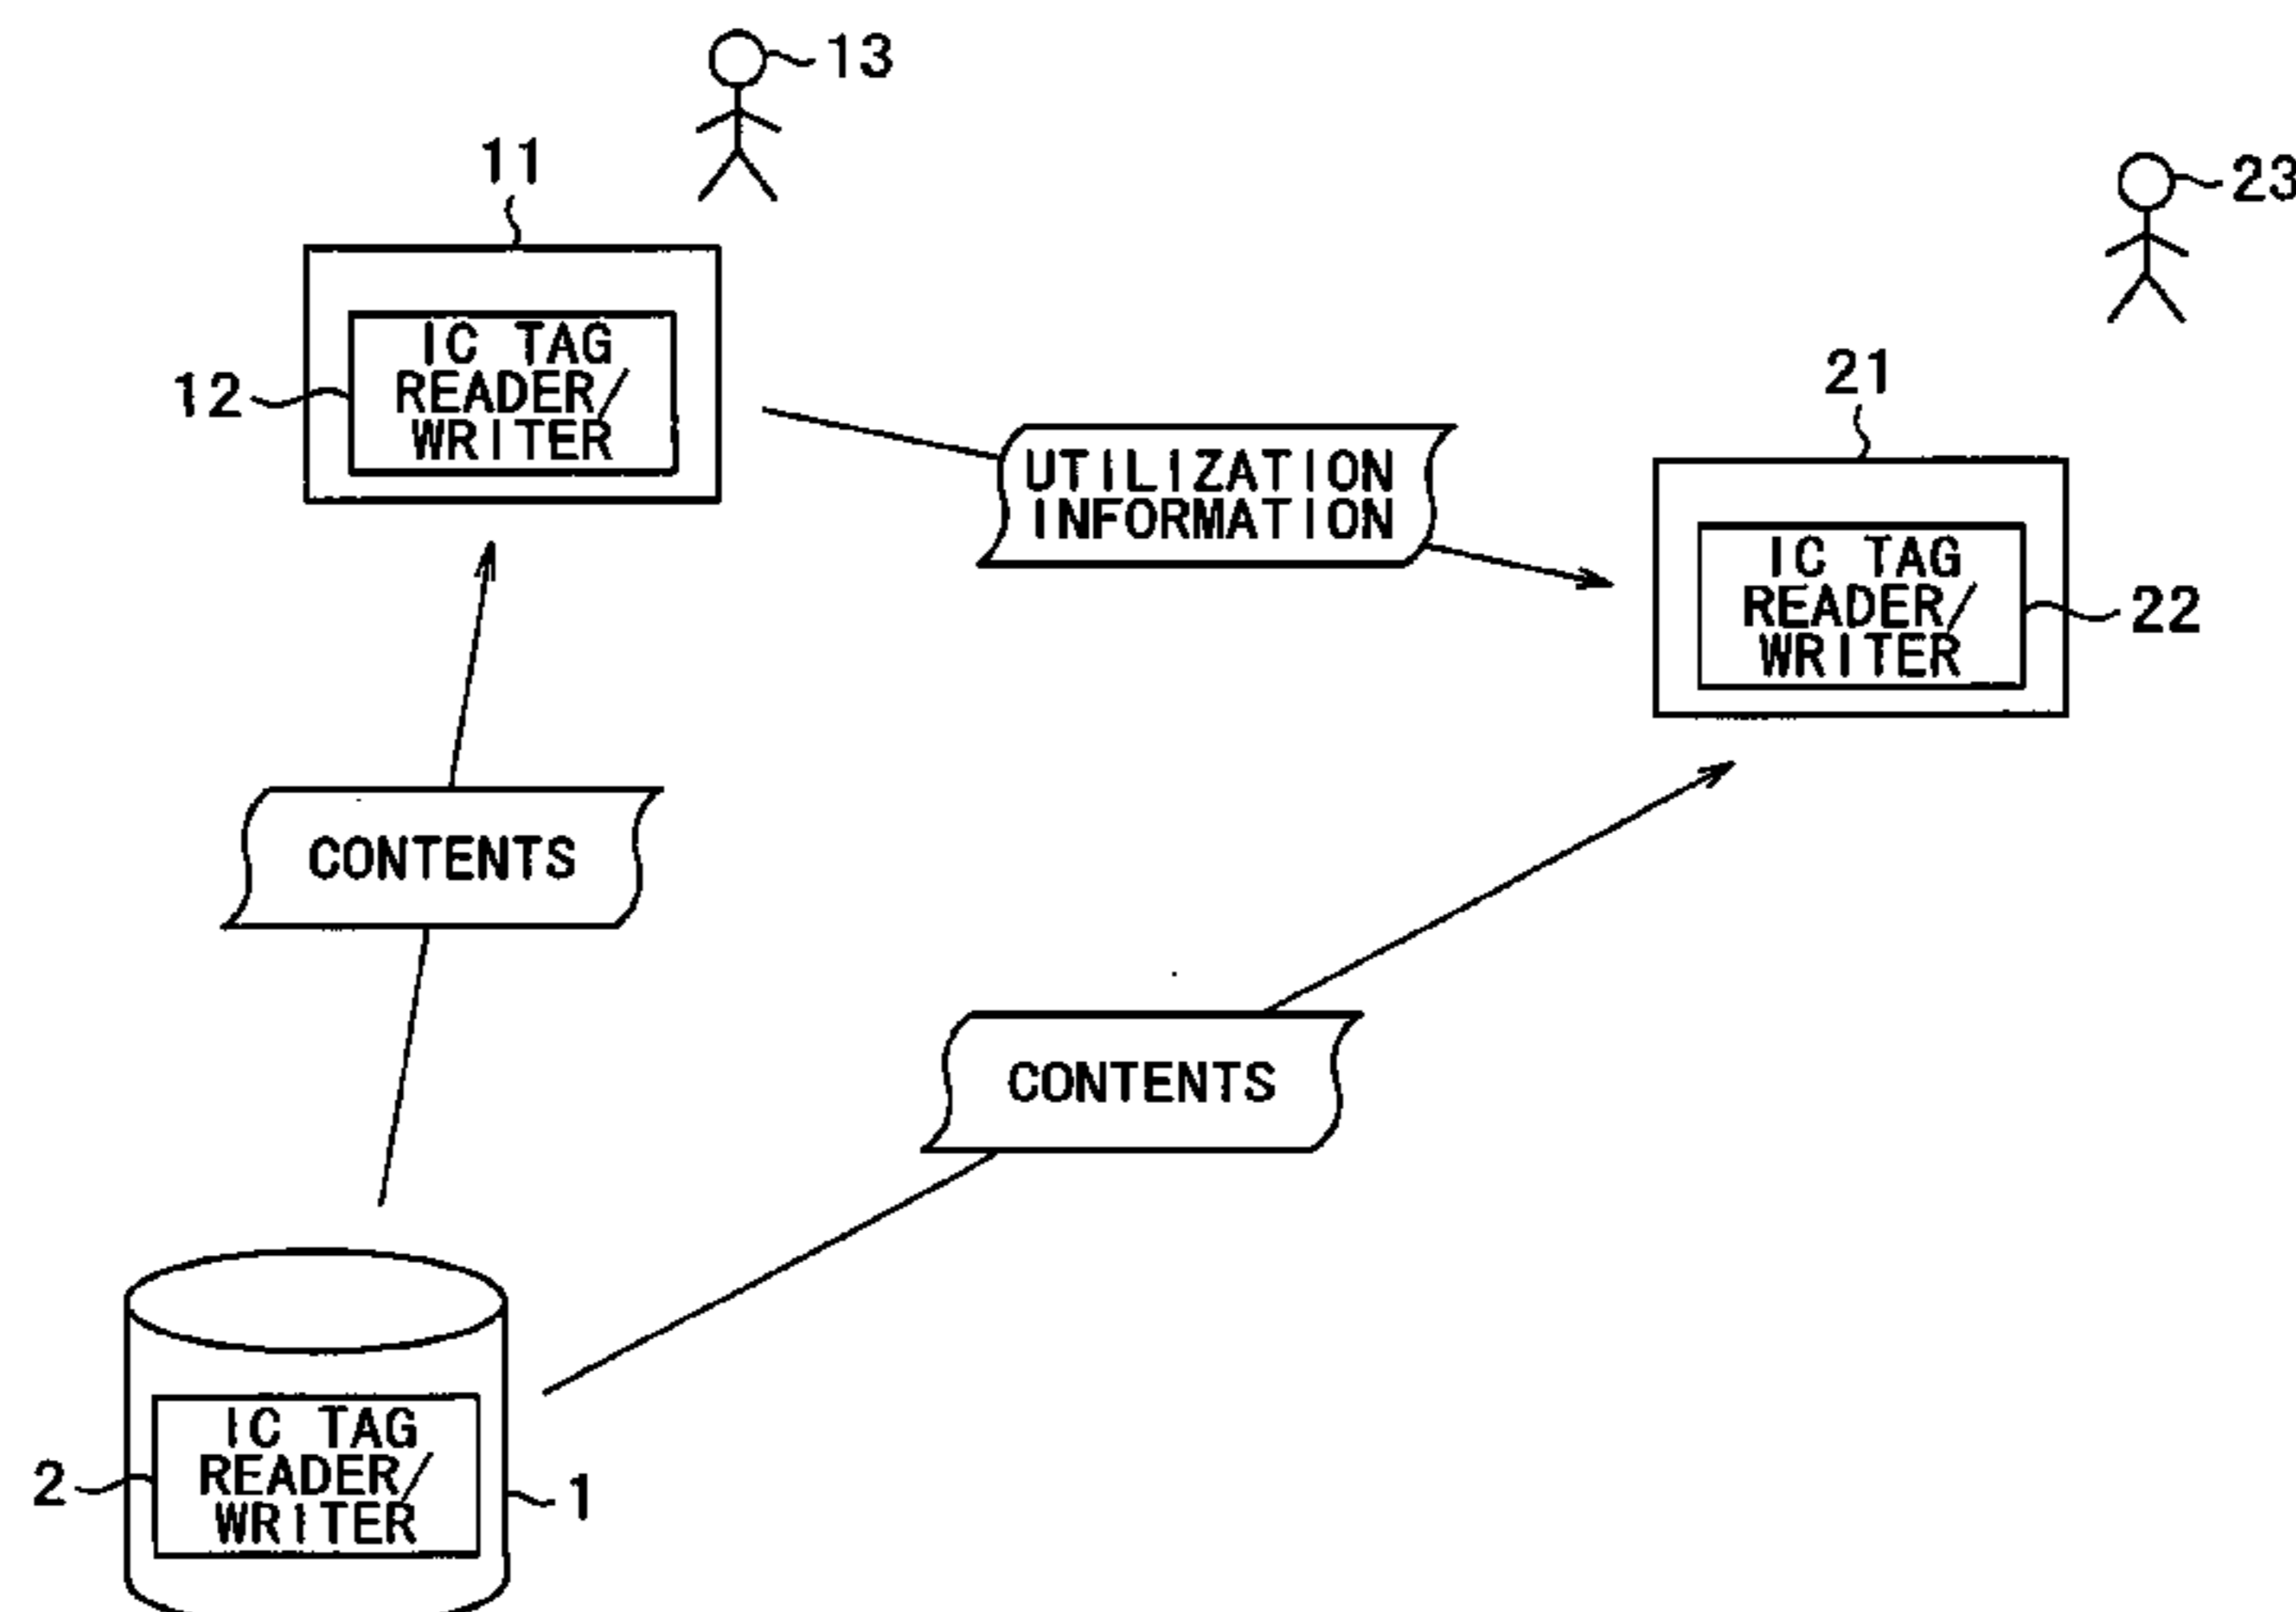 13
11
23
IC TAG
READER/
WRITER
12
21
UTILIZATION
INFORMATION
IC TAG
READER/
WRITER
22
CONTENTS
CONTENTS
IC TAG
READER/
WRITER
2
1